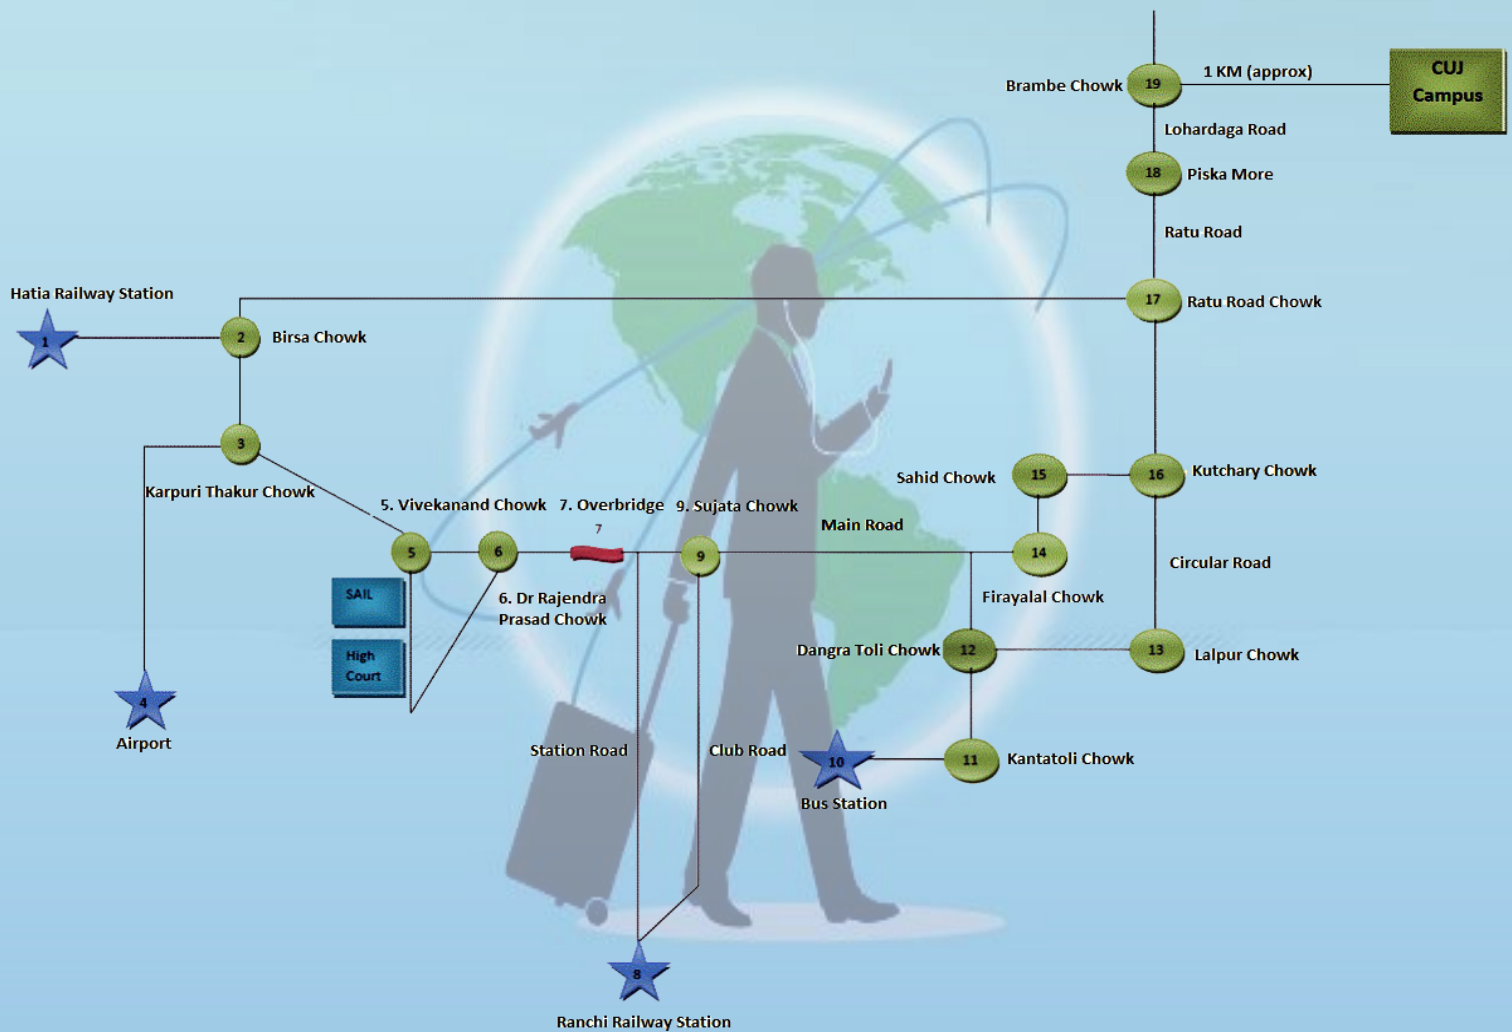 19
Brambe Chowk
1 KM (approx)
CUJ
Campus
Lohardaga Road
18
Piska More
Ratu Road
Hatia Railway Station
17
Ratu Road Chowk
1
2
Birsa Chowk
3
Karpuri Thakur Chowk
Sahid Chowk
15
16
Kutchary Chowk
5. Vivekanand Chowk
7. Overbridge
9. Sujata Chowk
7
Main Road
5
6
9
14
Circular Road
SAIL
6. Dr Rajendra
Prasad Chowk
Firayalal Chowk
High
Court
Dangra Toli Chowk
12
13
Lalpur Chowk
4
Airport
Station Road
Club Road
10
11
Kantatoli Chowk
Bus Station
8
Ranchi Railway Station